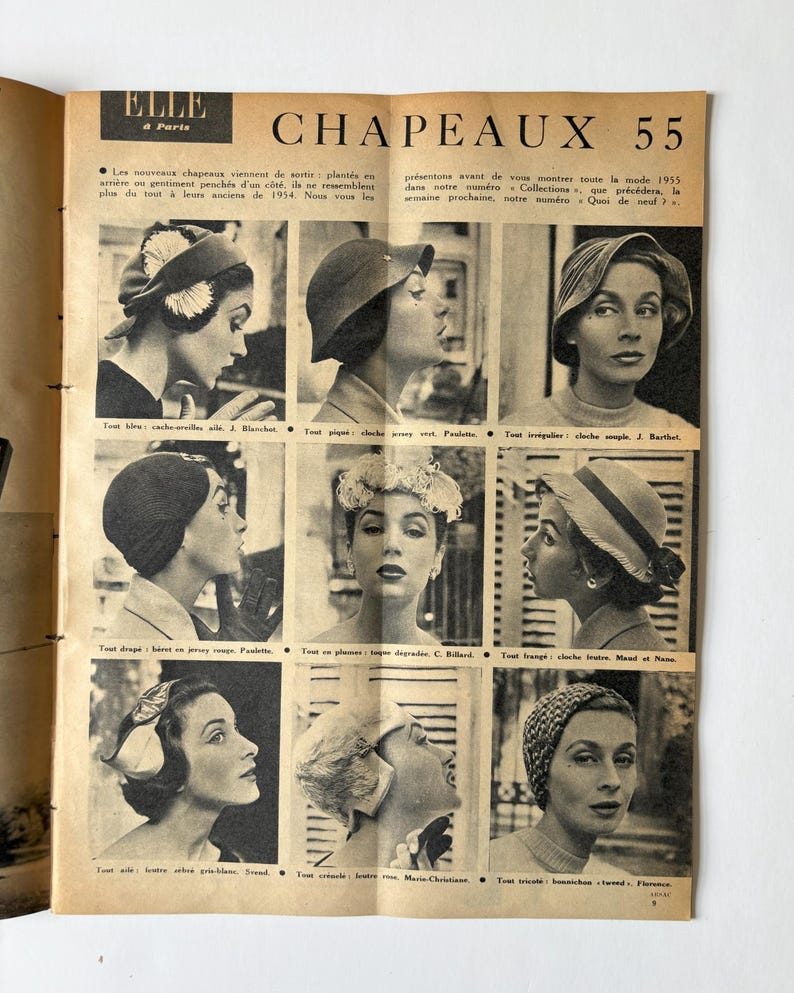 ELLE
à Paris
CHAPEAUX 55
● Les nouveaux chapeaux viennent de sortir : plantés en
arrière ou gentiment penchés d'un côté, ils ne ressemblent
plus du tout à leurs anciens de 1954. Nous vous les
présentons avant de vous montrer toute la mode 1955
dans notre numéro « Collections », que précédera, la
semaine prochaine, notre numéro « Quoi de neuf ? ».
Tout bleu : cache-oreilles ailé. J. Blanchot. ● Tout piqué : cloche jersey vert. Paulette. ● Tout irrégulier : cloche souple. J. Barthet.
Tout drapé : béret en jersey rouge. Paulette. ● Tout en plumes : toque dégradée. C. Billard. ● Tout frangé : cloche feutre. Maud et Nano.
Tout ailé : feutre zébré gris-blanc. Svend. ● Tout crénelé : feutre rose. Marie-Christiane. ● Tout tricoté : bonnichon « tweed ». Florence.
ARSAC
9